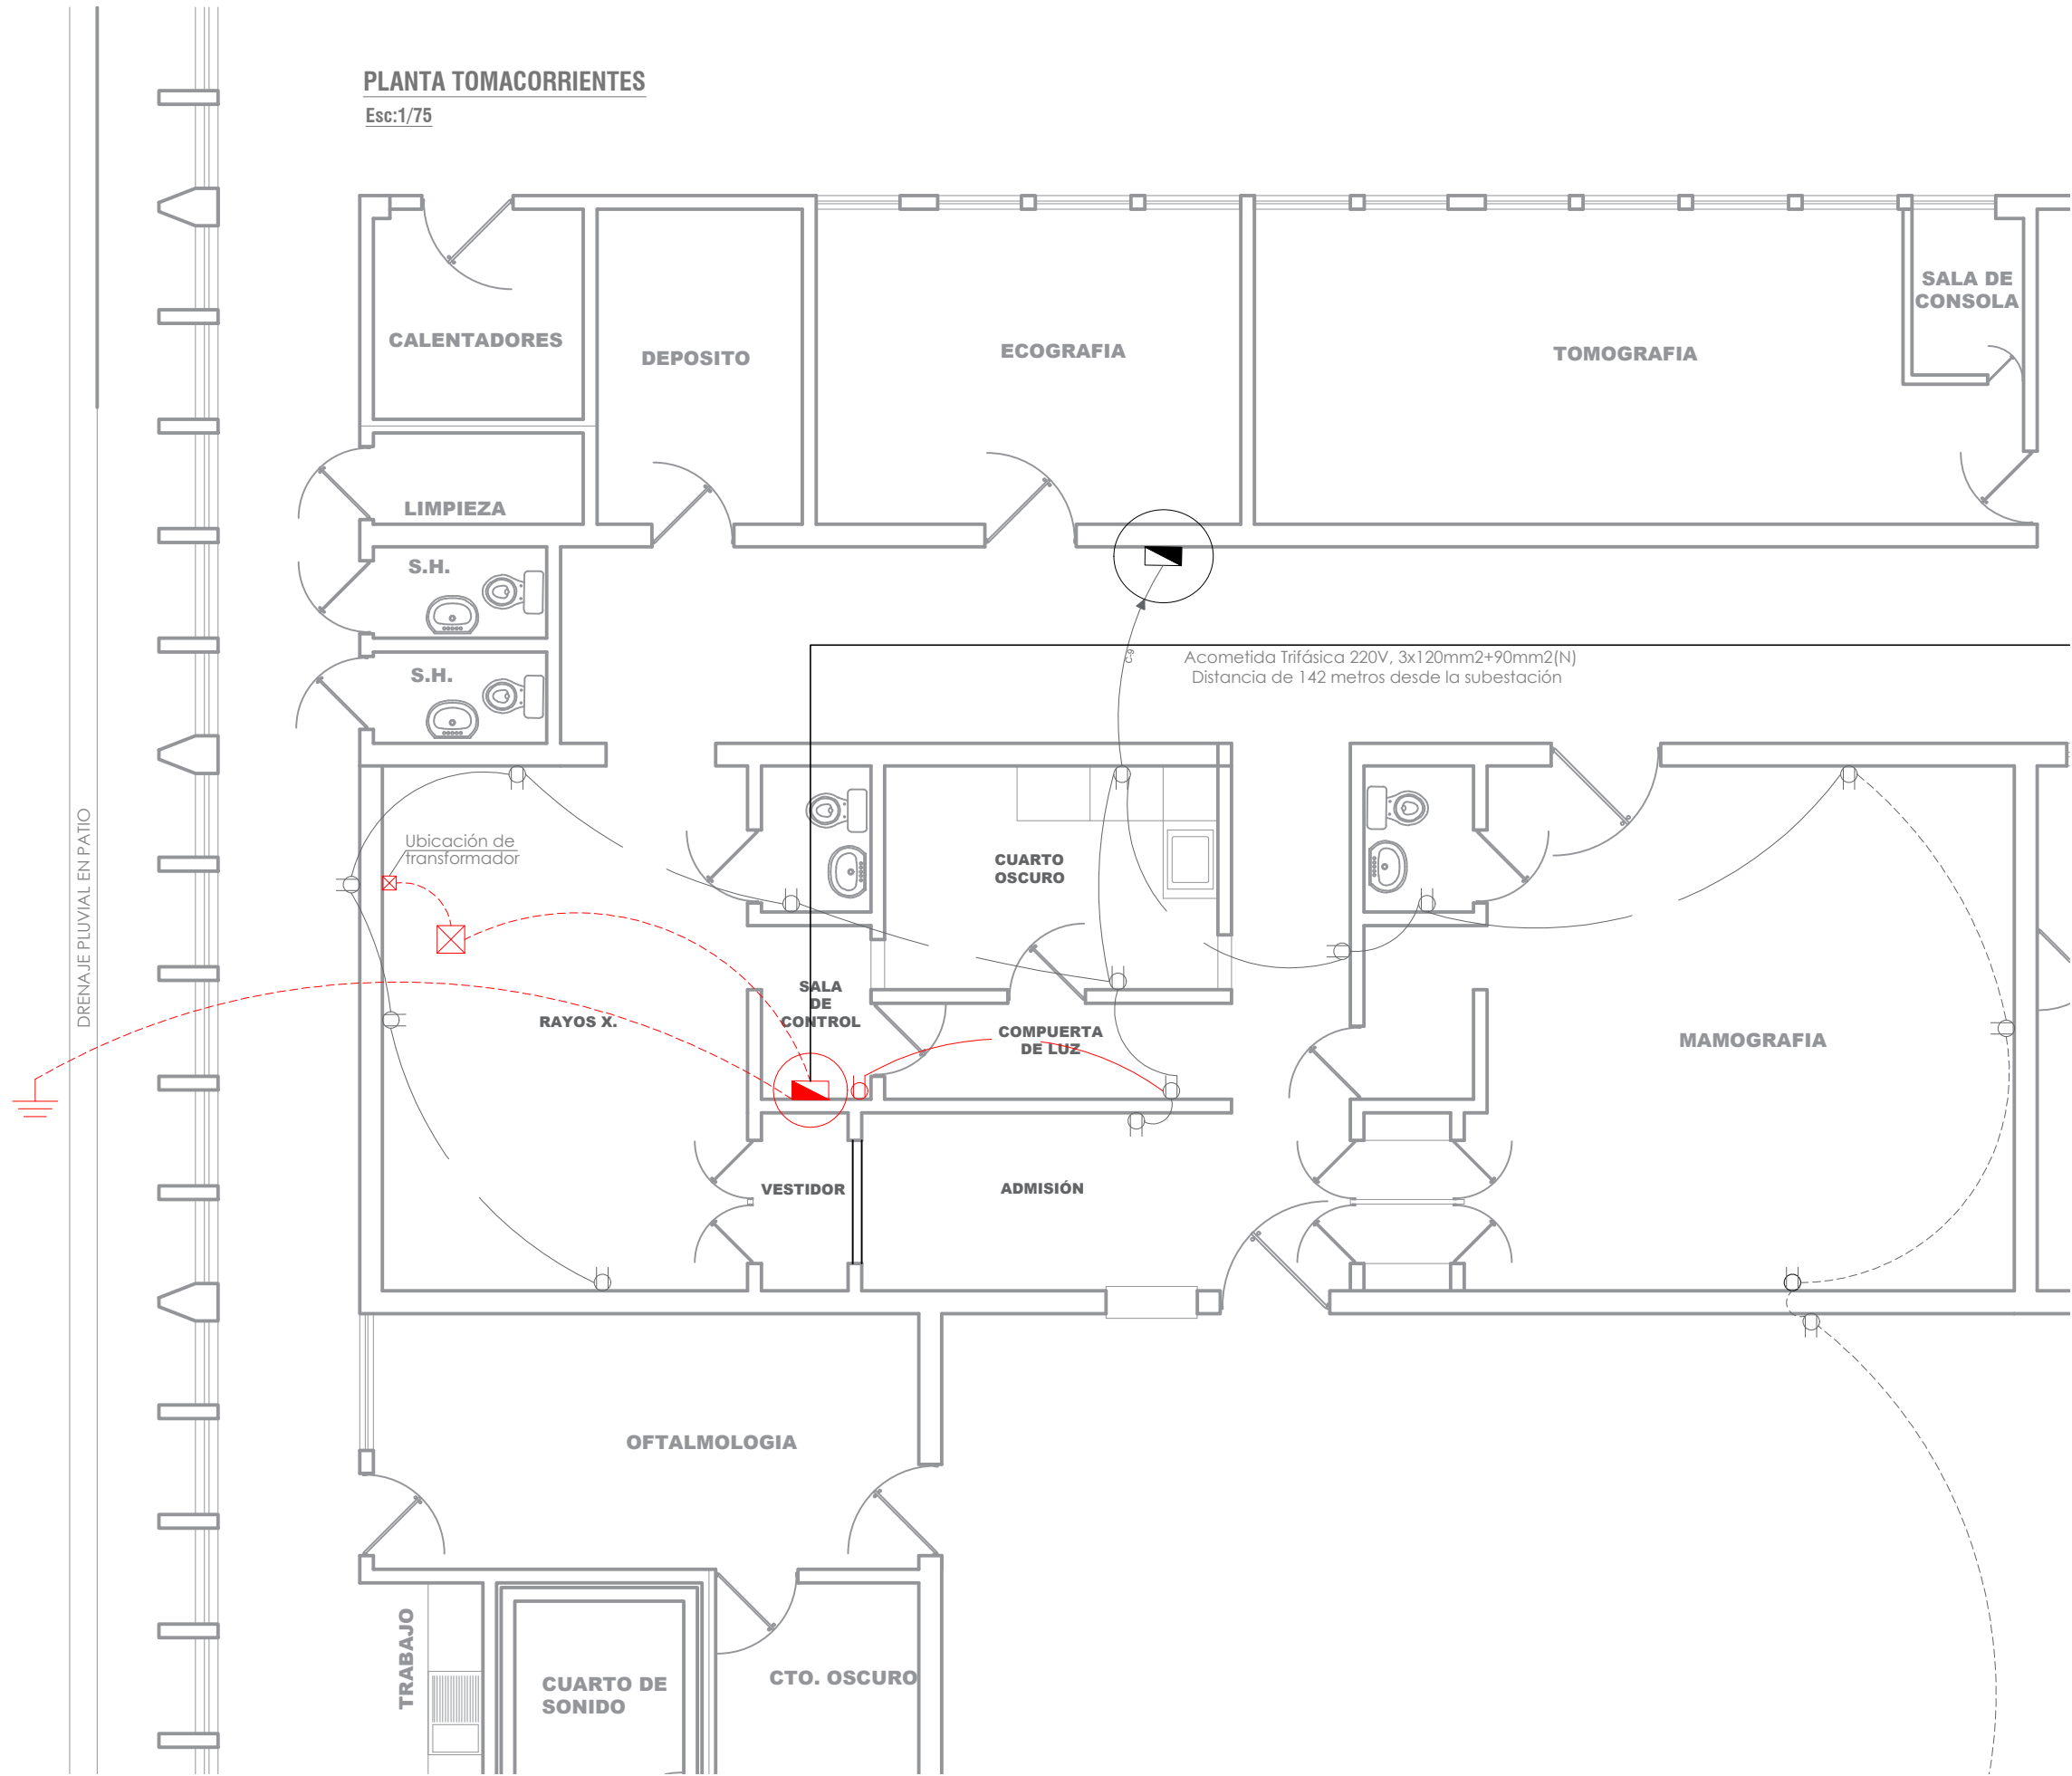 PLANTA TOMACORRIENTES
Esc:1/75
SALA DE
CONSOLA
CALENTADORES
DEPOSITO
ECOGRAFIA
TOMOGRAFIA
LIMPIEZA
S.H.
S.H.
C-9
Acometida Trifásica 220V, 3x120mm2+90mm2(N)
Distancia de 142 metros desde la subestación
DRENAJE PLUVIAL EN PATIO
Ubicación de
transformador
CUARTO
OSCURO
SALA
DE
CONTROL
RAYOS X.
COMPUERTA
DE LUZ
MAMOGRAFIA
VESTIDOR
ADMISIÓN
OFTALMOLOGIA
TRABAJO
CUARTO DE
SONIDO
CTO. OSCURO